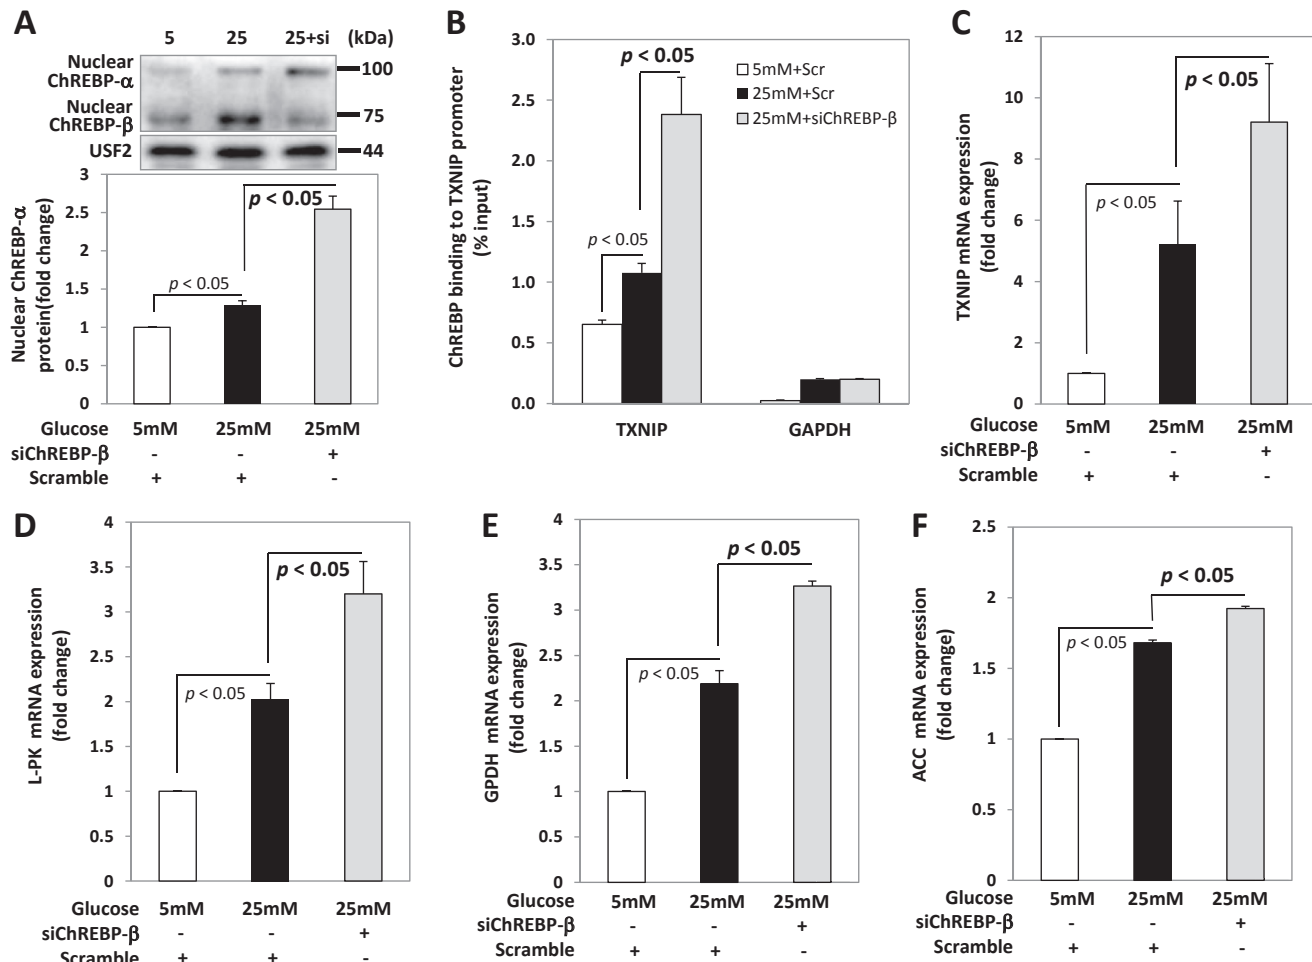 A
5 25 25+si (kDa)
Nuclear
ChREBP-α
100
Nuclear
ChREBP-β
75
USF2
44
Nuclear ChREBP-α
protein(fold change)
3
2.5
2
1.5
1
0.5
0
p < 0.05
p < 0.05
Glucose 5mM 25mM 25mM
siChREBP-β - - +
Scramble + + -
B
ChREBP binding to TXNIP promoter
(% input)
3.0
2.5
2.0
1.5
1.0
0.5
0.0
p < 0.05
p < 0.05
5mM+Scr
25mM+Scr
25mM+siChREBP-β
TXNIP GAPDH
C
TXNIP mRNA expression
(fold change)
12
10
8
6
4
2
0
p < 0.05
p < 0.05
Glucose 5mM 25mM 25mM
siChREBP-β - - +
Scramble + + -
D
L-PK mRNA expression
(fold change)
4
3.5
3
2.5
2
1.5
1
0.5
0
p < 0.05
p < 0.05
Glucose 5mM 25mM 25mM
siChREBP-β - - +
Scramble + + -
E
GPDH mRNA expression
(fold change)
4
3.5
3
2.5
2
1.5
1
0.5
0
p < 0.05
p < 0.05
Glucose 5mM 25mM 25mM
siChREBP-β - - +
Scramble + + -
F
ACC mRNA expression
(fold change)
2.5
2
1.5
1
0.5
0
p < 0.05
p < 0.05
Glucose 5mM 25mM 25mM
siChREBP-β - - +
Scramble + + -